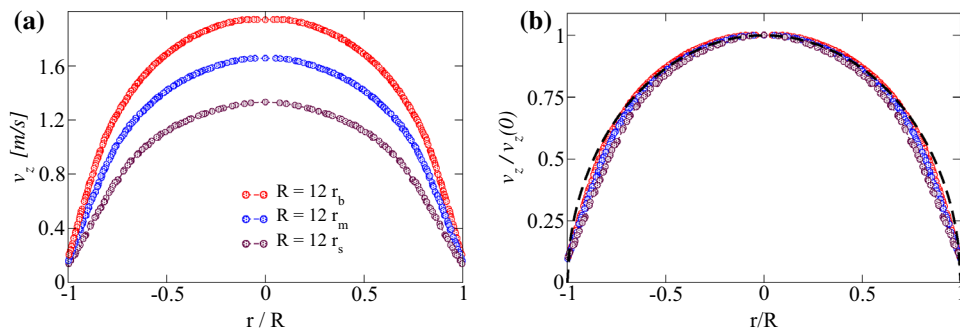 (a)
v_z [m/s]
1.6
1.2
0.8
0.4
0
-1
-0.5
0
0.5
1
r / R
R = 12 r_b
R = 12 r_m
R = 12 r_s
(b)
v_z / v_z(0)
1
0.75
0.5
0.25
0
-1
-0.5
0
0.5
1
r/R